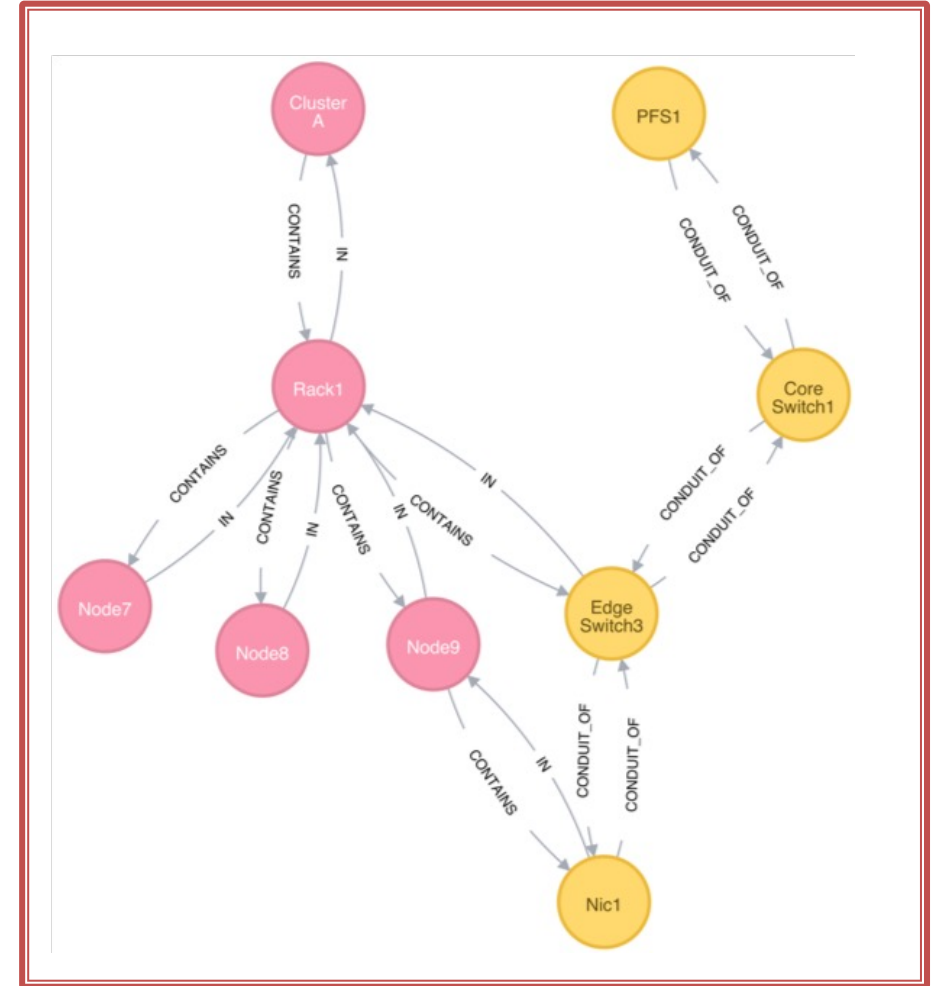 Cluster
A
PFS1
CONTAINS
IN
CONDUIT_OF
CONDUIT_OF
Rack1
Core
Switch1
CONTAINS
IN
CONTAINS
IN
CONTAINS
IN
CONTAINS
IN
CONDUIT_OF
CONDUIT_OF
Node7
Node8
Node9
Edge
Switch3
CONTAINS
IN
CONDUIT_OF
CONDUIT_OF
Nic1